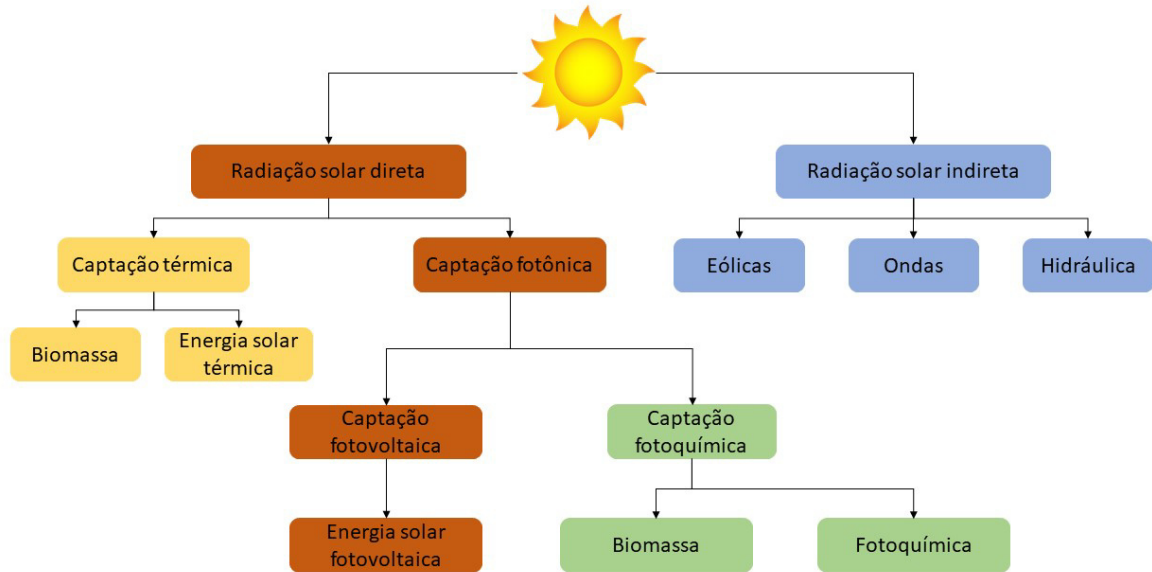 Radiação solar direta
Radiação solar indireta
Captação térmica
Captação fotônica
Eólicas
Ondas
Hidráulica
Biomassa
Energia solar
térmica
Captação
fotovoltaica
Captação
fotoquímica
Energia solar
fotovoltaica
Biomassa
Fotoquímica